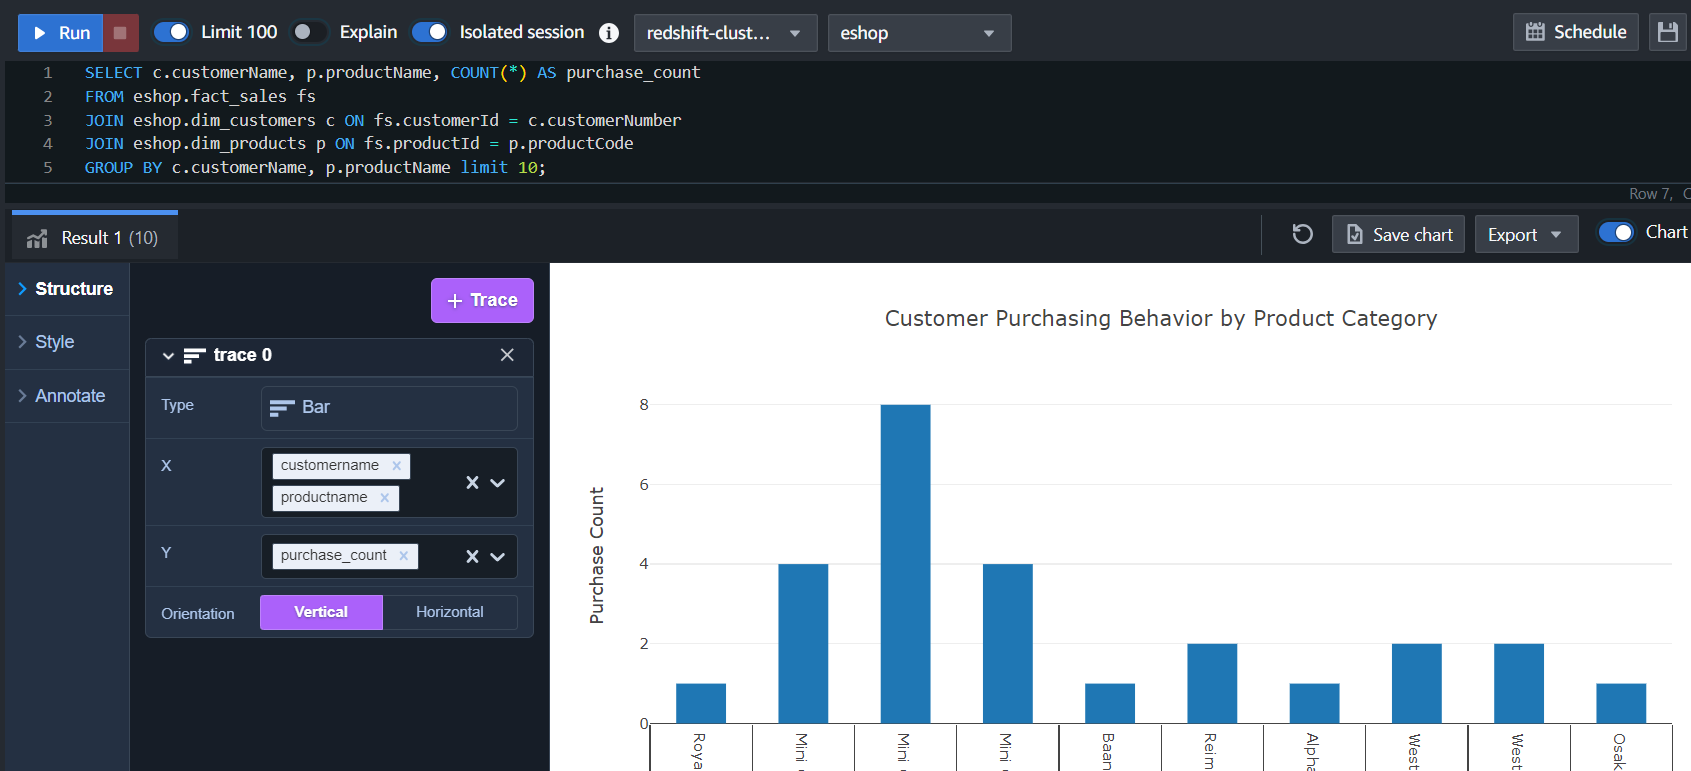 Run Limit 100 Explain Isolated session i redshift-clust... eshop Schedule
1 SELECT c.customerName, p.productName, COUNT(*) AS purchase_count
2 FROM eshop.fact_sales fs
3 JOIN eshop.dim_customers c ON fs.customerId = c.customerNumber
4 JOIN eshop.dim_products p ON fs.productId = p.productCode
5 GROUP BY c.customerName, p.productName limit 10;
Row 7,
Result 1 (10) Save chart Export Chart
Structure
Style
Annotate
+ Trace
trace 0
Type Bar
X customername
productname
Y purchase_count
Orientation Vertical Horizontal
Customer Purchasing Behavior by Product Category
Purchase Count
8
6
4
2
0
Roya
Mini
Mini
Mini
Baan
Reim
Alpha
West
West
Osak